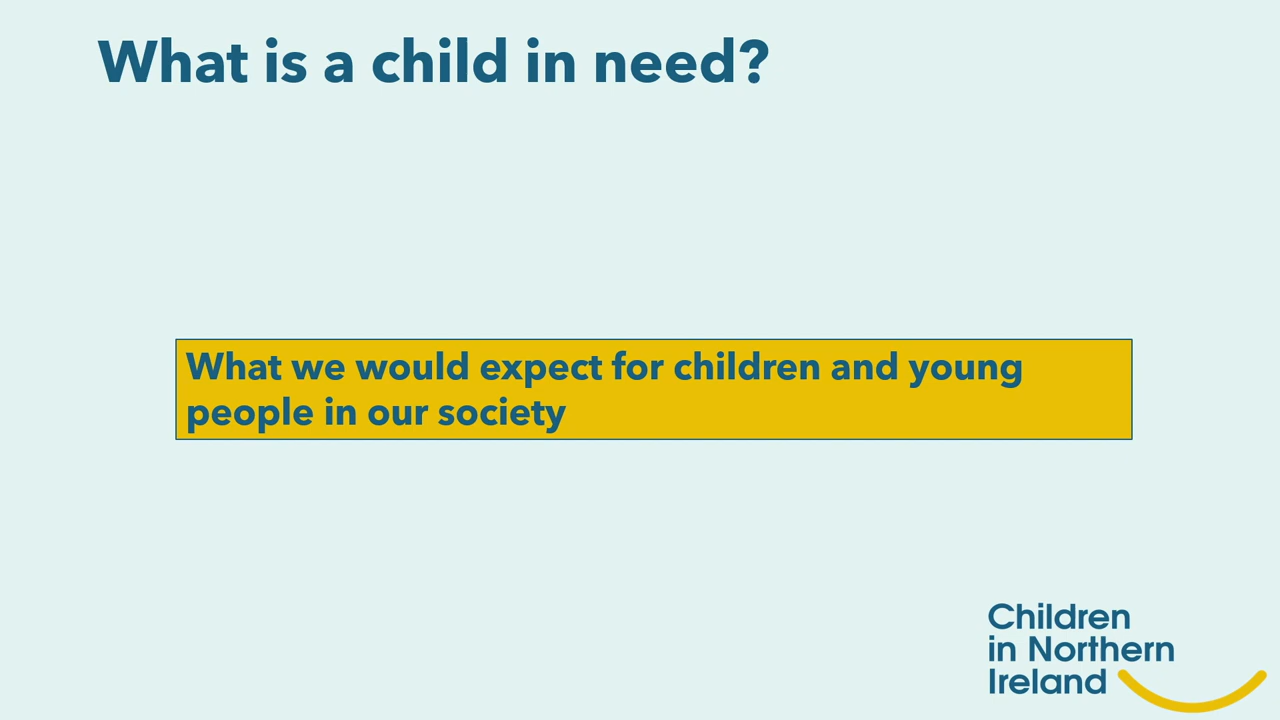 What is a child in need?
What we would expect for children and young
people in our society
Children
in Northern
Ireland